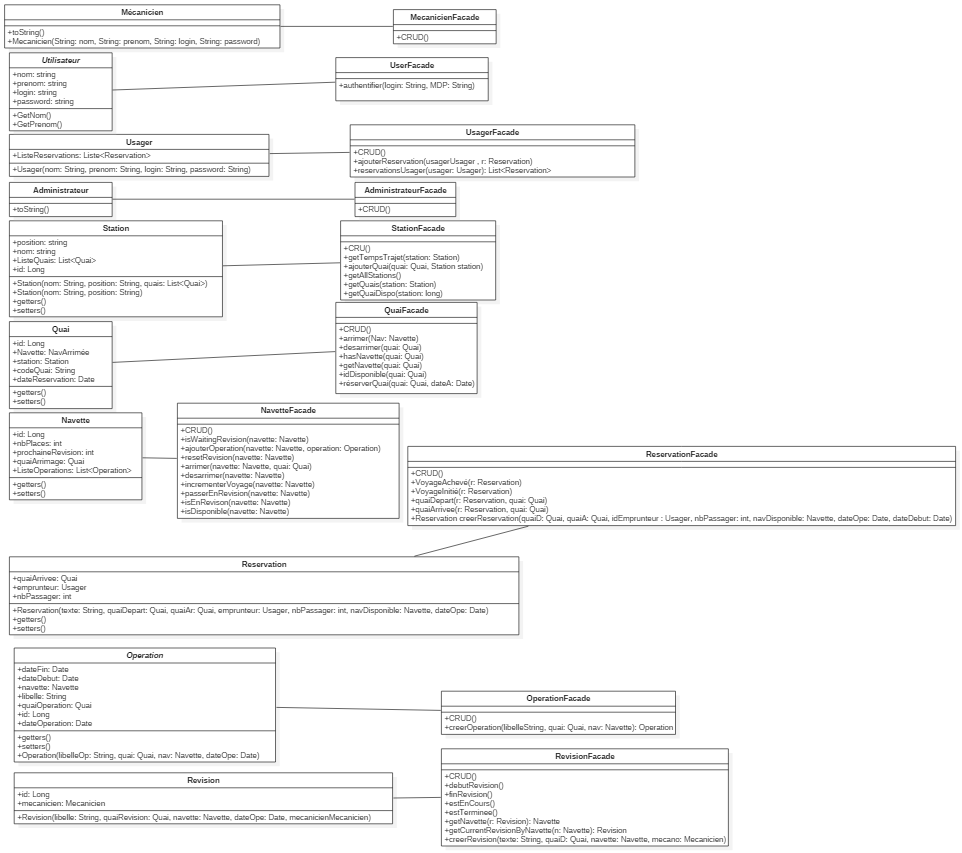 Mécanicien
+toString()
+Mecanicien(String: nom, String: prenom, String: login, String: password)
MecanicienFacade
+CRUD()
Utilisateur
+nom: string
+prenom: string
+login: string
+password: string
+GetNom()
+GetPrenom()
UserFacade
+authentifier(login: String, MDP: String)
Usager
+ListeReservations: Liste<Reservation>
+Usager(nom: String, prenom: String, login: String, password: String)
UsagerFacade
+CRUD()
+ajouterReservation(usagerUsager , r: Reservation)
+reservationsUsager(usager: Usager): List<Reservation>
Administrateur
+toString()
AdministrateurFacade
+CRUD()
Station
+position: string
+nom: string
+ListeQuais: List<Quai>
+id: Long
+Station(nom: String, position: String, quais: List<Quai>)
+Station(nom: String, position: String)
+getters()
+setters()
StationFacade
+CRU()
+getTempsTrajet(station: Station)
+ajouterQuai(quai: Quai, Station station)
+getAllStations()
+getQuais(station: Station)
+getQuaiDispo(station: long)
Quai
+id: Long
+Navette: NavArrimée
+station: Station
+codeQuai: String
+dateReservation: Date
+getters()
+setters()
QuaiFacade
+CRUD()
+arrimer(Nav: Navette)
+desarrimer(quai: Quai)
+hasNavette(quai: Quai)
+getNavette(quai: Quai)
+idDisponible(quai: Quai)
+réserverQuai(quai: Quai, dateA: Date)
Navette
+id: Long
+nbPlaces: int
+prochaineRevision: int
+quaiArrimage: Quai
+ListeOperations: List<Operation>
+getters()
+setters()
NavetteFacade
+CRUD()
+isWaitingRevision(navette: Navette)
+ajouterOperation(navette: Navette, operation: Operation)
+resetRevision(navette: Navette)
+arrimer(navette: Navette, quai: Quai)
+desarrimer(navette: Navette)
+incrementerVoyage(navette: Navette)
+passerEnRevision(navette: Navette)
+isEnRevison(navette: Navette)
+isDisponible(navette: Navette)
ReservationFacade
+CRUD()
+VoyageAchevé(r: Reservation)
+VoyageInitié(r: Reservation)
+quaiDepart(r: Reservation, quai: Quai)
+quaiArrivee(r: Reservation, quai: Quai)
+Reservation creerReservation(quaiD: Quai, quaiA: Quai, idEmprunteur : Usager, nbPassager: int, navDisponible: Navette, dateOpe: Date, dateDebut: Date)
Reservation
+quaiArrivee: Quai
+emprunteur: Usager
+nbPassager: int
+Reservation(texte: String, quaiDepart: Quai, quaiAr: Quai, emprunteur: Usager, nbPassager: int, navDisponible: Navette, dateOpe: Date)
+getters()
+setters()
Operation
+dateFin: Date
+dateDebut: Date
+navette: Navette
+libelle: String
+quaiOperation: Quai
+id: Long
+dateOperation: Date
+getters()
+setters()
+Operation(libelleOp: String, quai: Quai, nav: Navette, dateOpe: Date)
OperationFacade
+CRUD()
+creerOperation(libelleString, quai: Quai, nav: Navette): Operation
Revision
+id: Long
+mecanicien: Mecanicien
+Revision(libelle: String, quaiRevision: Quai, navette: Navette, dateOpe: Date, mecanicienMecanicien)
RevisionFacade
+CRUD()
+debutRevision()
+finRevision()
+estEnCours()
+estTerminee()
+getNavette(r: Revision): Navette
+getCurrentRevisionByNavette(n: Navette): Revision
+creerRevision(texte: String, quaiD: Quai, navette: Navette, mecano: Mecanicien)